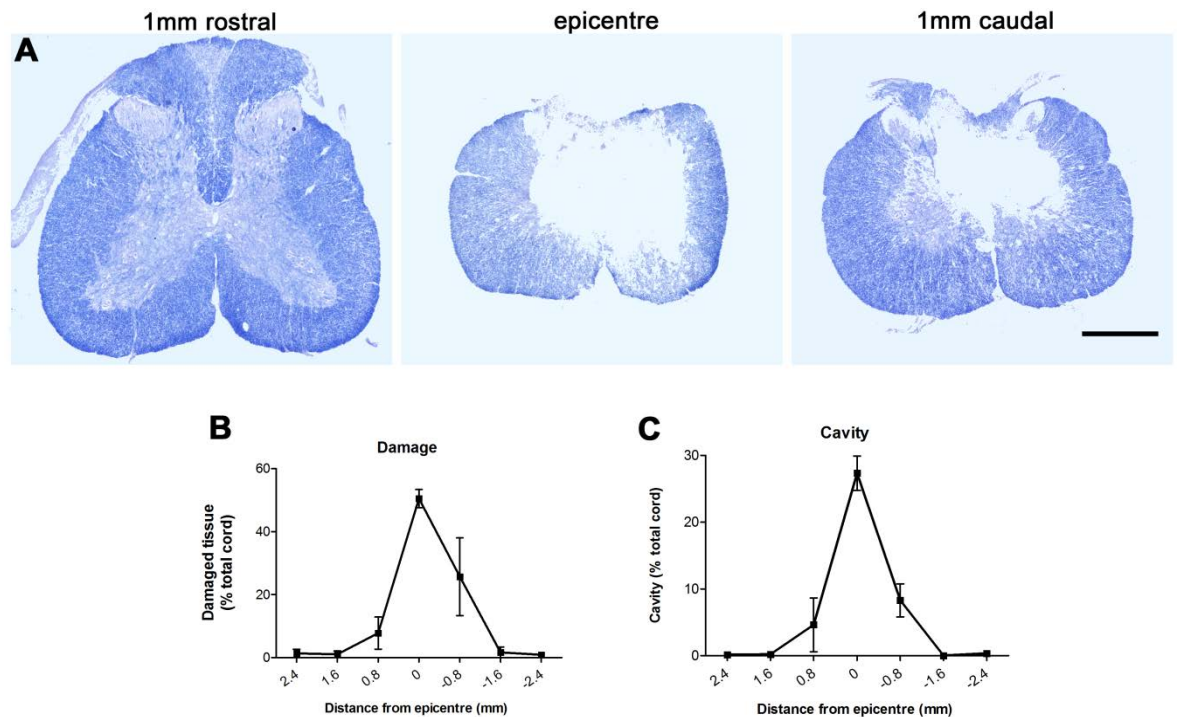 1mm rostral
epicentre
1mm caudal
A
B
Damage
Damaged tissue
(% total cord)
60
40
20
0
2.4
1.6
0.8
0
-0.8
-1.6
-2.4
Distance from epicentre (mm)
C
Cavity
Cavity (% total cord)
30
20
10
0
2.4
1.6
0.8
0
-0.8
-1.6
-2.4
Distance from epicentre (mm)